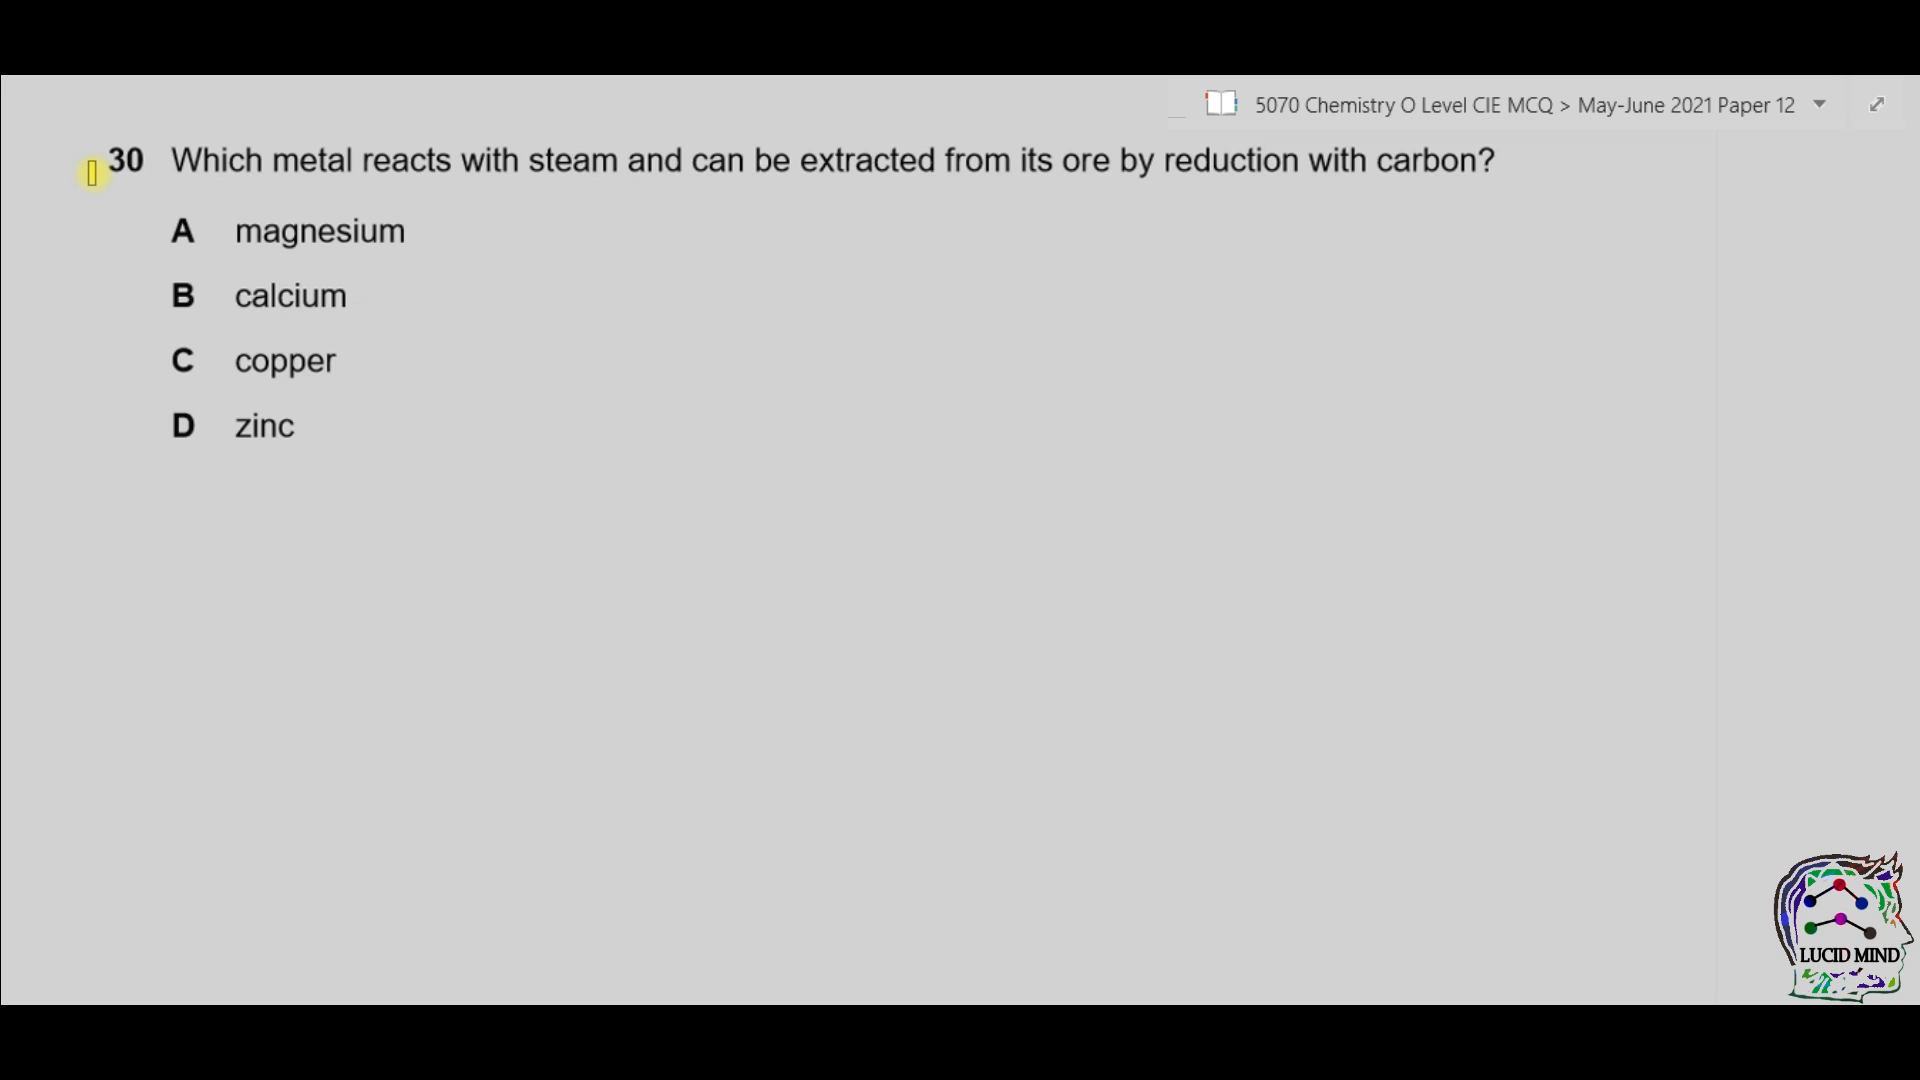 5070 Chemistry O Level CIE MCQ > May-June 2021 Paper 12
30 Which metal reacts with steam and can be extracted from its ore by reduction with carbon?
A magnesium
B calcium
C copper
D zinc
LUCID MIND